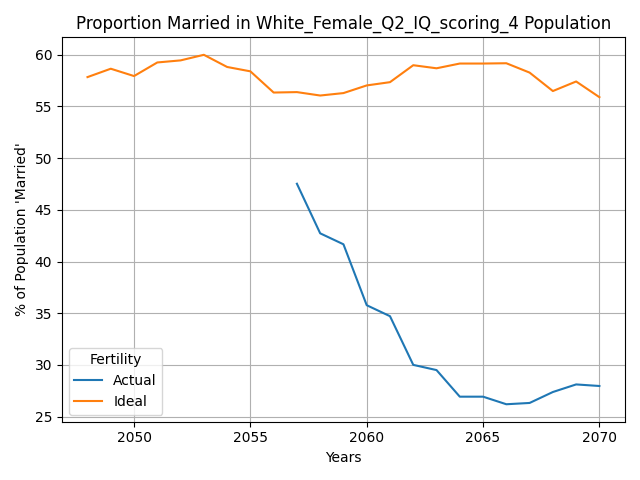 Proportion Married in White_Female_Q2_IQ_scoring_4 Population
% of Population 'Married'
60
55
50
45
40
35
30
25
Fertility
Actual
Ideal
2050 2055 2060 2065 2070
Years